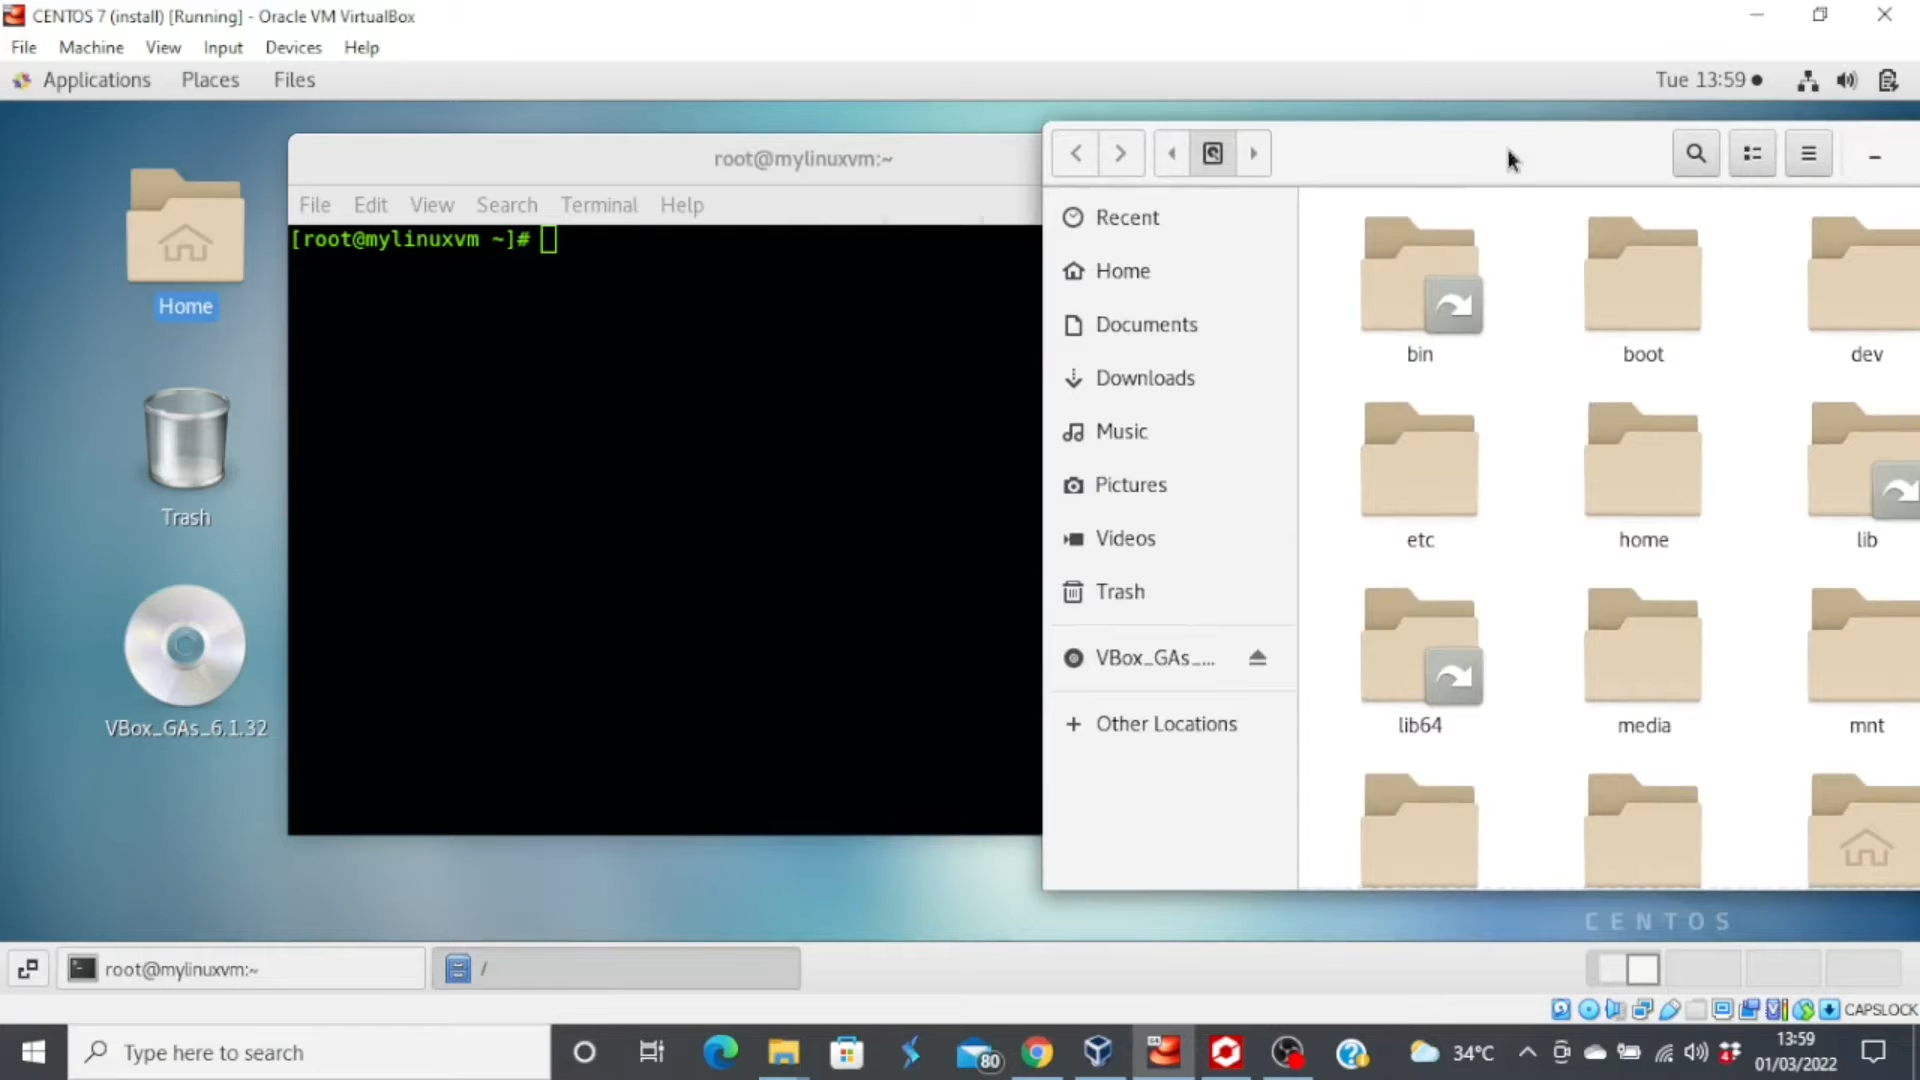 CENTOS 7 (install) [Running] - Oracle VM VirtualBox
File Machine View Input Devices Help
Applications Places Files
Tue 13:59
root@mylinuxvm:~
File Edit View Search Terminal Help
[root@mylinuxvm ~]#
Home
Trash
VBox_GAs_6.1.32
Recent
Home
Documents
Downloads
Music
Pictures
Videos
Trash
VBox_GAs_...
Other Locations
bin boot dev
etc home lib
lib64 media mnt
CENTOS
root@mylinuxvm:~
/
CAPSLOCK
Type here to search
80
34°C
13:59
01/03/2022